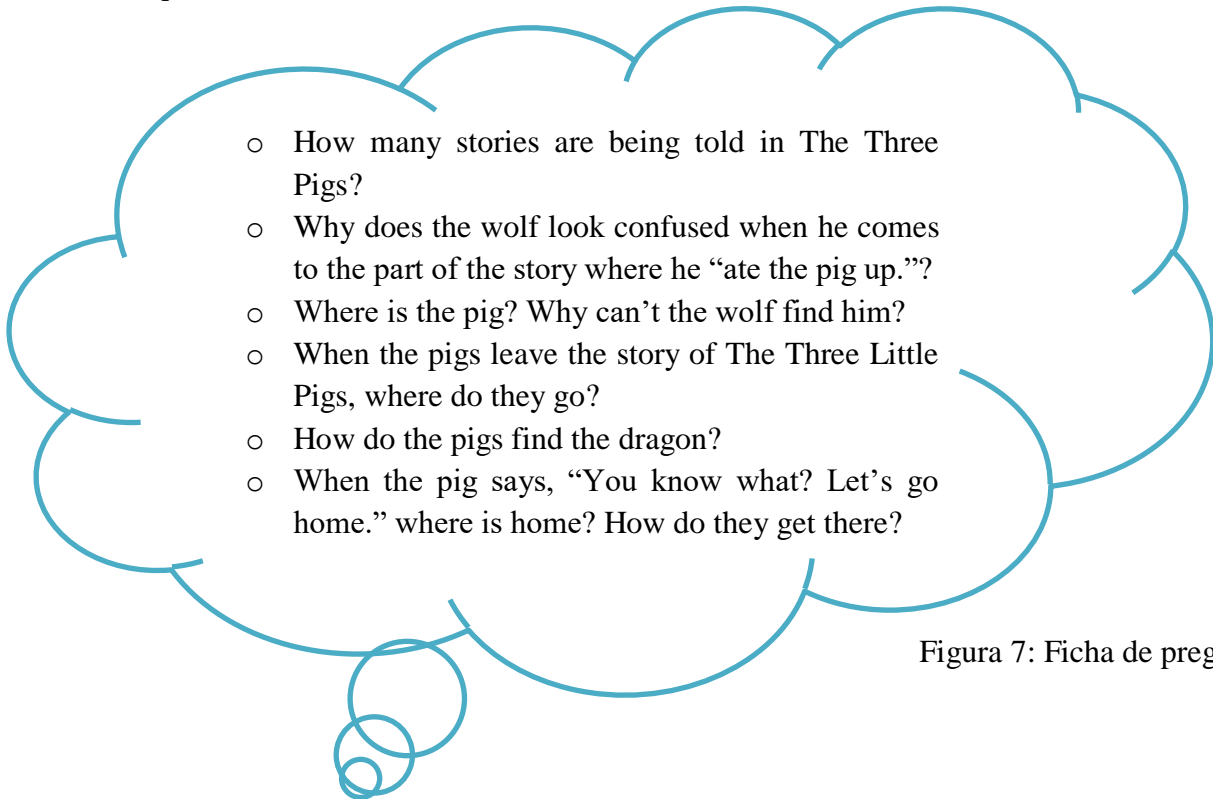 o How many stories are being told in The Three
Pigs?
o Why does the wolf look confused when he comes
to the part of the story where he “ate the pig up.”?
o Where is the pig? Why can’t the wolf find him?
o When the pigs leave the story of The Three Little
Pigs, where do they go?
o How do the pigs find the dragon?
o When the pig says, “You know what? Let’s go
home.” where is home? How do they get there?
Figura 7: Ficha de preg